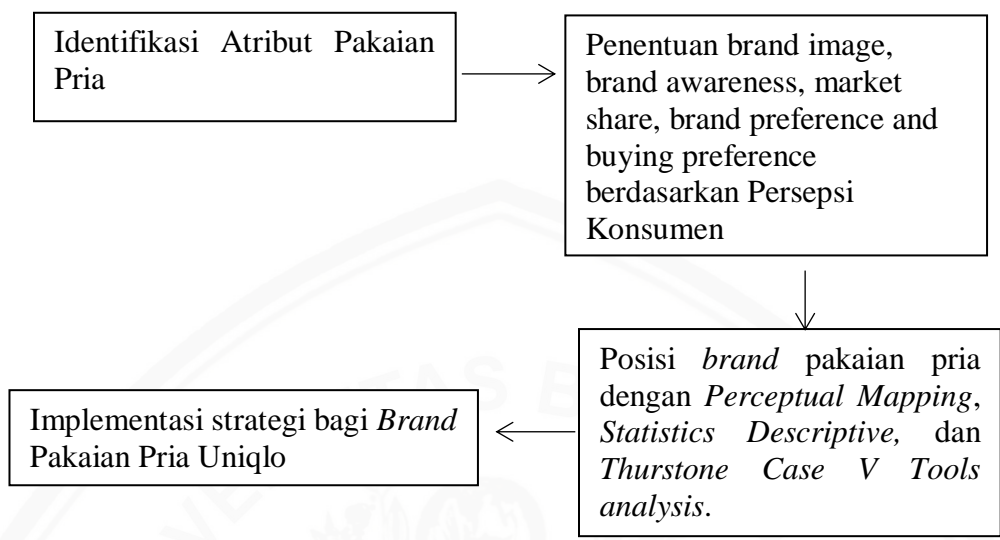 Identifikasi Atribut Pakaian
Pria
Penentuan brand image,
brand awareness, market
share, brand preference and
buying preference
berdasarkan Persepsi
Konsumen
Posisi brand pakaian pria
dengan Perceptual Mapping,
Statistics Descriptive, dan
Thurstone Case V Tools
analysis.
Implementasi strategi bagi Brand
Pakaian Pria Uniqlo